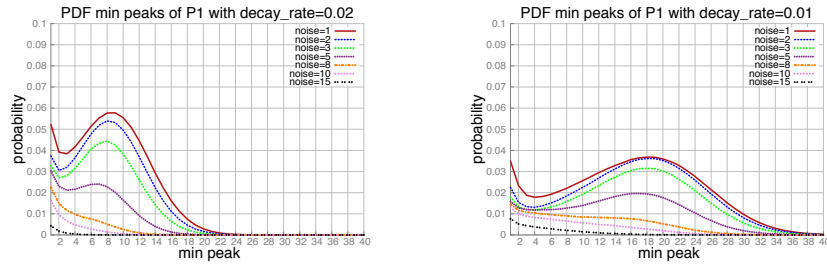 PDF min peaks of P1 with decay_rate=0.02
0.1
0.09
0.08
0.07
0.06
0.05
0.04
0.03
0.02
0.01
0
probability
noise=1
noise=2
noise=3
noise=5
noise=8
noise=10
noise=15
2 4 6 8 10 12 14 16 18 20 22 24 26 28 30 32 34 36 38 40
min peak
PDF min peaks of P1 with decay_rate=0.01
0.1
0.09
0.08
0.07
0.06
0.05
0.04
0.03
0.02
0.01
0
probability
noise=1
noise=2
noise=3
noise=5
noise=8
noise=10
noise=15
2 4 6 8 10 12 14 16 18 20 22 24 26 28 30 32 34 36 38 40
min peak